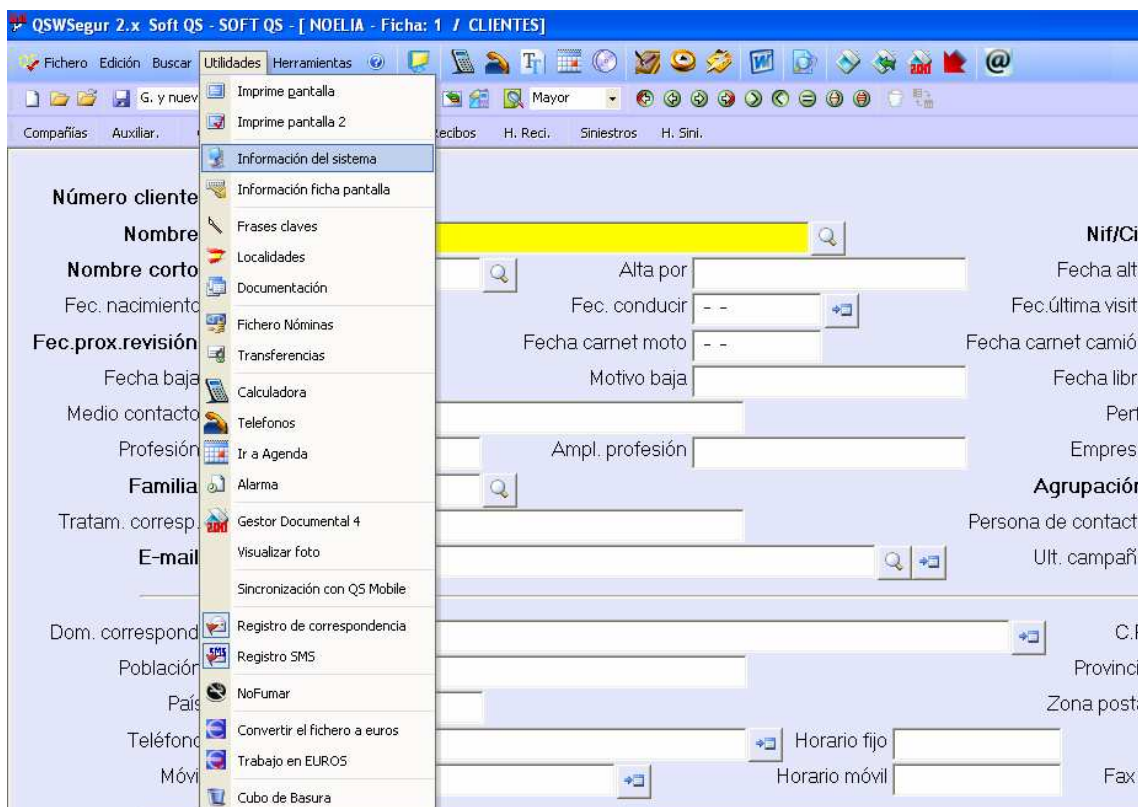 QSWSegur 2.x Soft QS - SOFT QS - [ NOELIA - Ficha: 1 / CLIENTES]
Fichero Edición Buscar Utilidades Herramientas
G. y nuev Mayor
Compañías Auxiliar. Recibos H. Reci. Siniestros H. Sini.
Imprime pantalla
Imprime pantalla 2
Información del sistema
Información ficha pantalla
Frases claves
Localidades
Documentación
Fichero Nóminas
Transferencias
Calculadora
Telefonos
Ir a Agenda
Alarma
Gestor Documental 4
Visualizar foto
Sincronización con QS Mobile
Registro de correspondencia
Registro SMS
NoFumar
Convertir el fichero a euros
Trabajo en EUROS
Cubo de Basura
Número cliente
Nombre Nif/Ci
Nombre corto Alta por Fecha alt
Fec. nacimiento Fec. conducir - - Fec.última visit
Fec.prox.revisión Fecha carnet moto - - Fecha carnet camió
Fecha baja Motivo baja Fecha libr
Medio contacto Perf
Profesión Ampl. profesión Empres
Familia Agrupación
Tratam. corresp. Persona de contact
E-mail Ult. campañ
Dom. correspond C.P
Población Provinci
País Zona posta
Teléfono Horario fijo
Móvi Horario móvil Fax